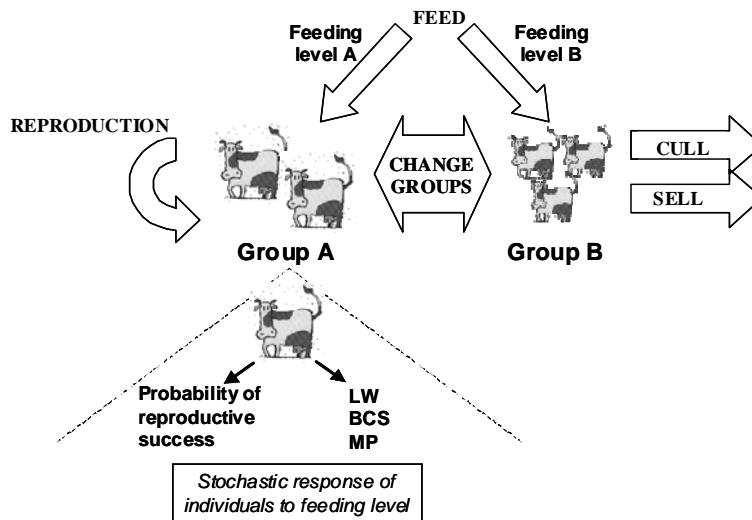 FEED
Feeding
level A
Feeding
level B
REPRODUCTION
CHANGE
GROUPS
CULL
SELL
Group A
Group B
Probability of
reproductive
success
LW
BCS
MP
Stochastic response of
individuals to feeding level